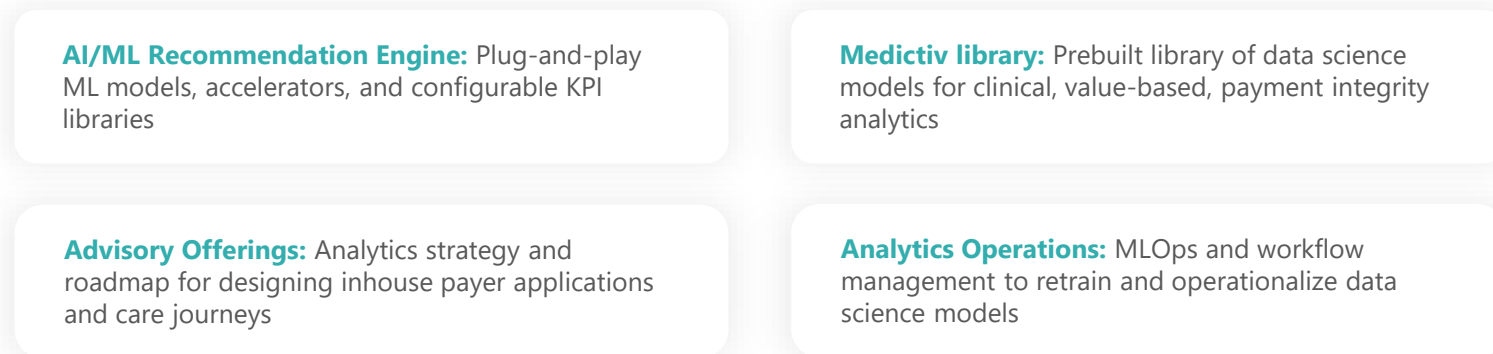 AI/ML Recommendation Engine: Plug-and-play
ML models, accelerators, and configurable KPI
libraries
Medictiv library: Prebuilt library of data science
models for clinical, value-based, payment integrity
analytics
Advisory Offerings: Analytics strategy and
roadmap for designing inhouse payer applications
and care journeys
Analytics Operations: MLOps and workflow
management to retrain and operationalize data
science models